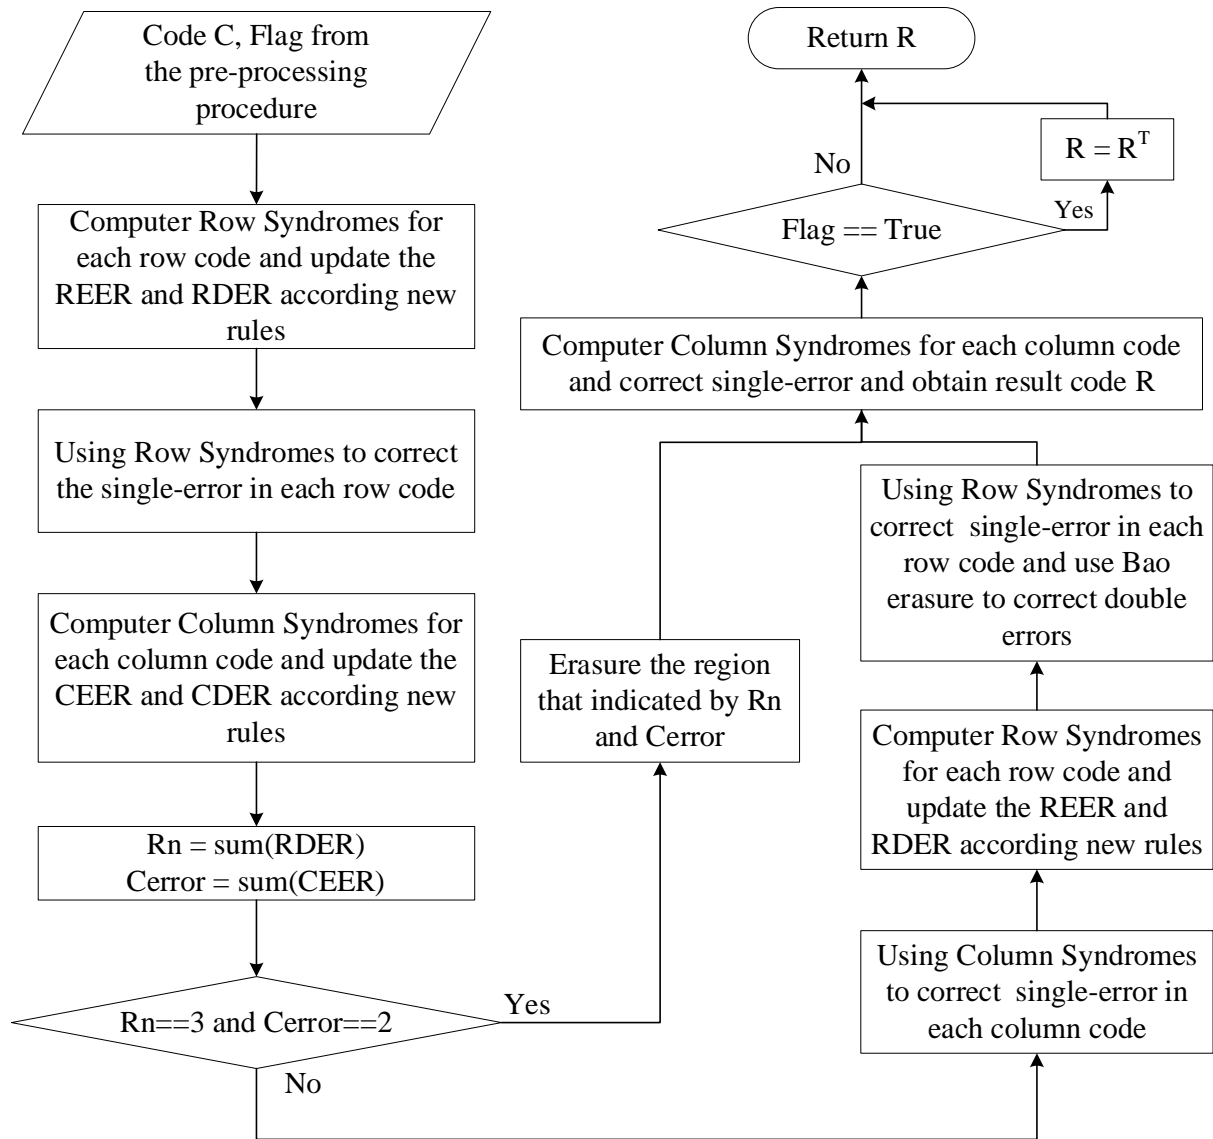 Code C, Flag from
the pre-processing
procedure
Computer Row Syndromes for
each row code and update the
REER and RDER according new
rules
Using Row Syndromes to correct
the single-error in each row code
Computer Column Syndromes for
each column code and update the
CEER and CDER according new
rules
Rn = sum(RDER)
Cerror = sum(CEER)
Rn==3 and Cerror==2
Yes
No
Erasure the region
that indicated by Rn
and Cerror
Using Column Syndromes
to correct single-error in
each column code
Computer Row Syndromes
for each row code and
update the REER and
RDER according new rules
Using Row Syndromes to
correct single-error in each
row code and use Bao
erasure to correct double
errors
Computer Column Syndromes for each column code
and correct single-error and obtain result code R
Flag == True
Yes
No
R = R^T
Return R